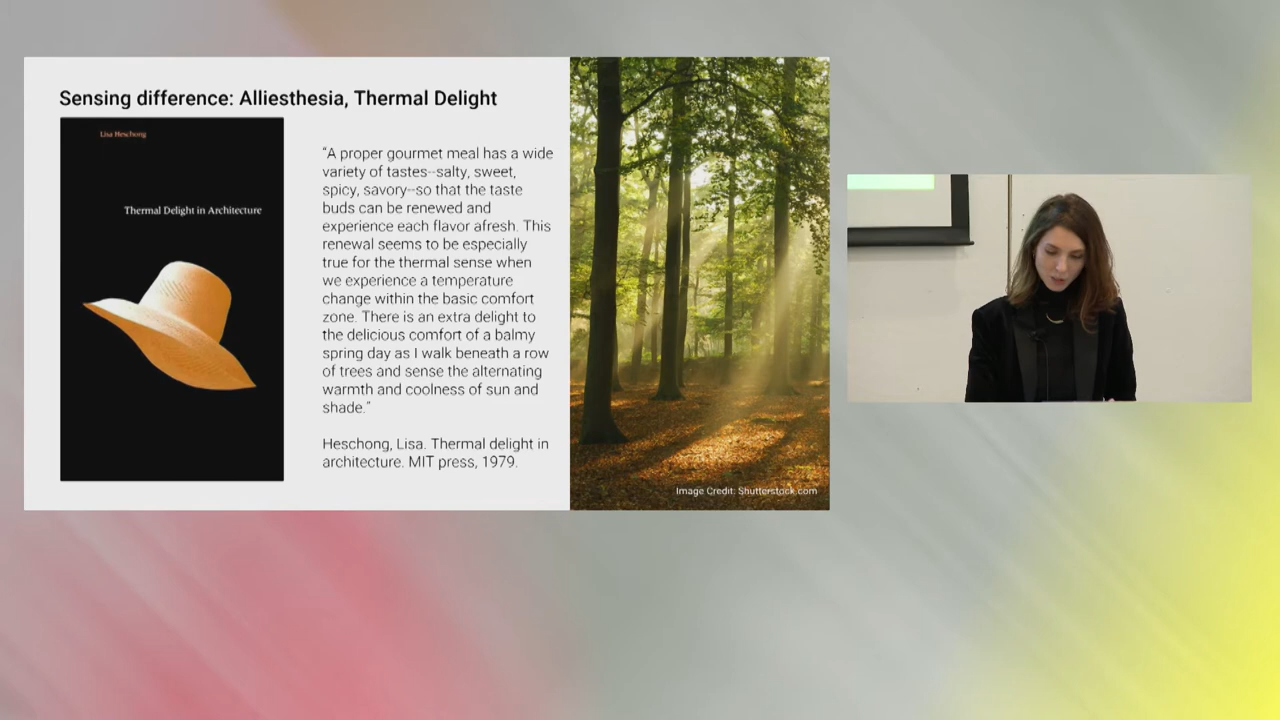 Sensing difference: Alliesthesia, Thermal Delight
Lisa Heschong
Thermal Delight in Architecture
“A proper gourmet meal has a wide
variety of tastes--salty, sweet,
spicy, savory--so that the taste
buds can be renewed and
experience each flavor afresh. This
renewal seems to be especially
true for the thermal sense when
we experience a temperature
change within the basic comfort
zone. There is an extra delight to
the delicious comfort of a balmy
spring day as I walk beneath a row
of trees and sense the alternating
warmth and coolness of sun and
shade.”
Heschong, Lisa. Thermal delight in
architecture. MIT press, 1979.
Image Credit: Shutterstock.com